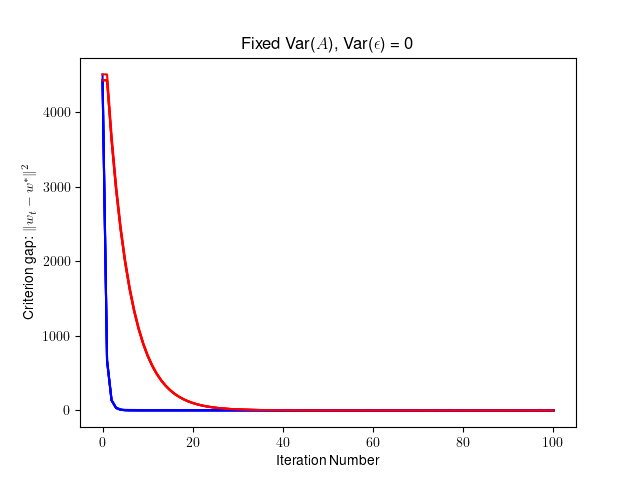 Fixed Var(A), Var(ϵ) = 0
Criterion gap: ‖w_t − w*‖²
4000
3000
2000
1000
0
0 20 40 60 80 100
Iteration Number